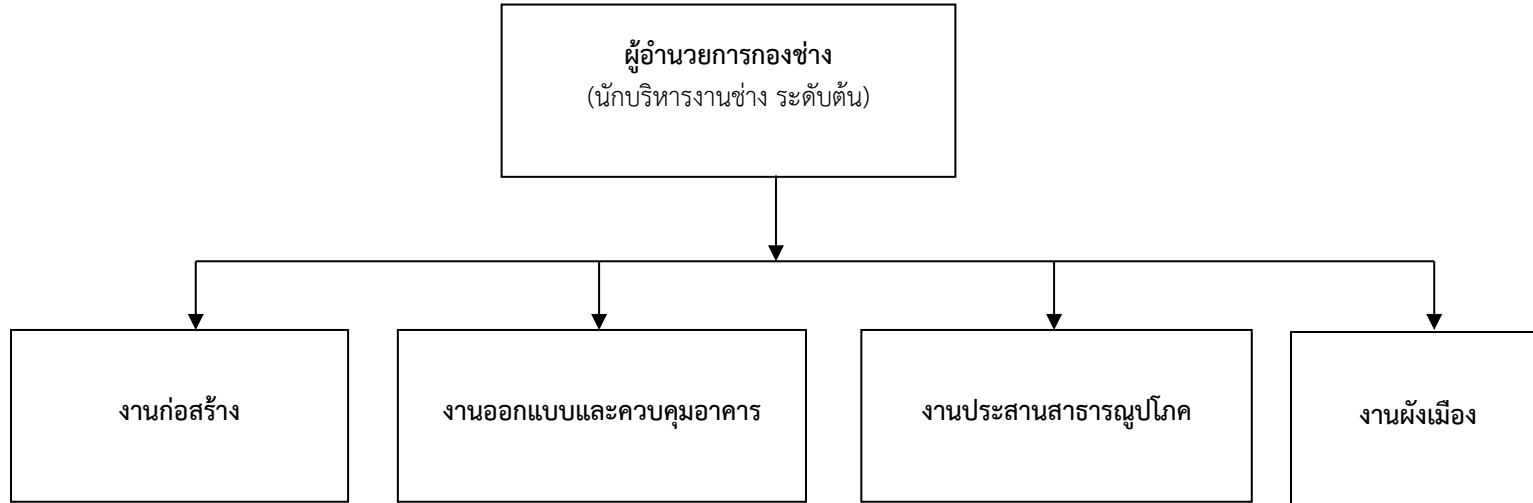 ผู้อำนวยการกองช่าง
(นักบริหารงานช่าง ระดับต้น)
งานก่อสร้าง
งานออกแบบและควบคุมอาคาร
งานประสานสาธารณูปโภค
งานผังเมือง